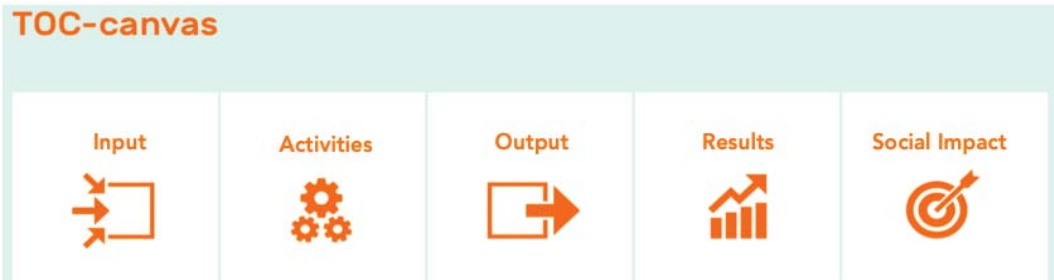 TOC-canvas
Input
Activities
Output
Results
Social Impact